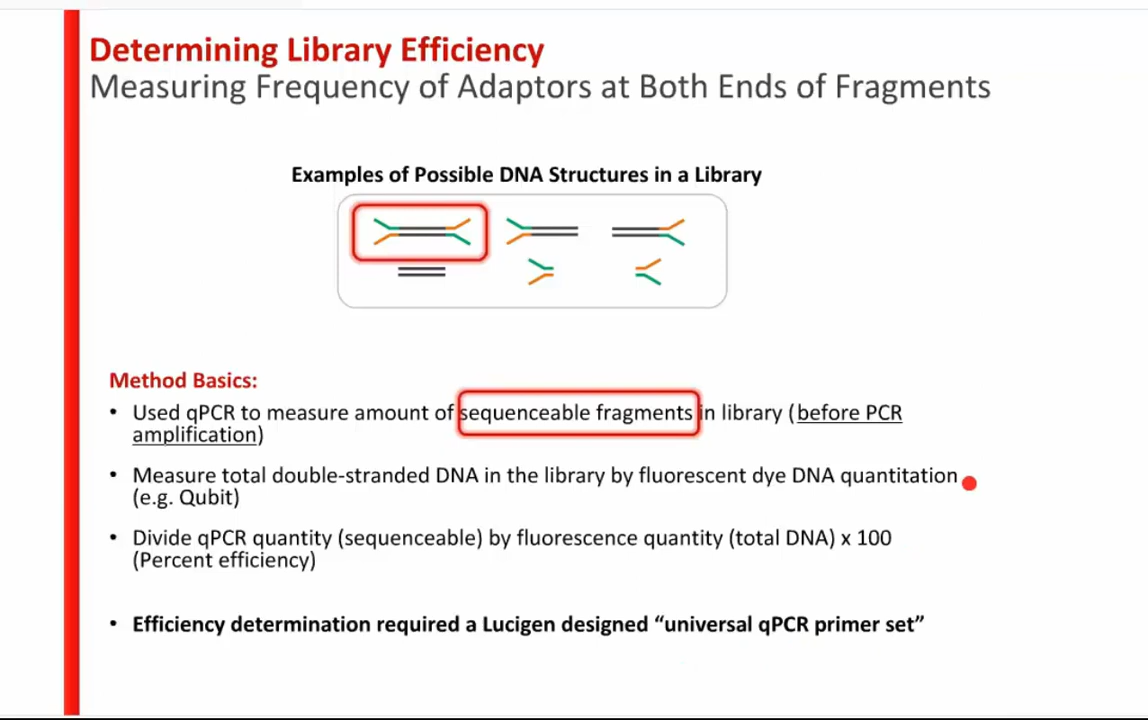 Determining Library Efficiency
Measuring Frequency of Adaptors at Both Ends of Fragments
Examples of Possible DNA Structures in a Library
Method Basics:
• Used qPCR to measure amount of sequenceable fragments in library (before PCR
amplification)
• Measure total double-stranded DNA in the library by fluorescent dye DNA quantitation
(e.g. Qubit)
• Divide qPCR quantity (sequenceable) by fluorescence quantity (total DNA) x 100
(Percent efficiency)
• Efficiency determination required a Lucigen designed “universal qPCR primer set”